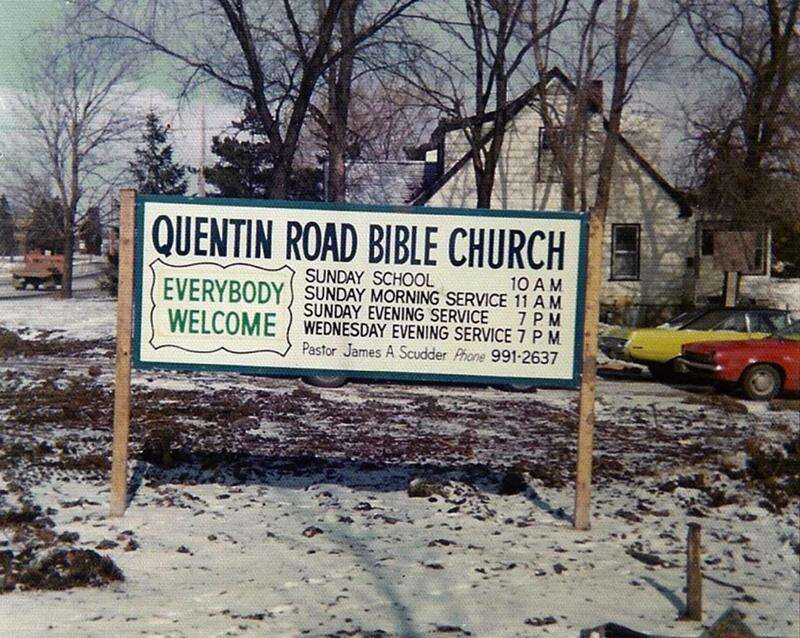 QUENTIN ROAD BIBLE CHURCH
EVERYBODY
WELCOME
SUNDAY SCHOOL 10 A M
SUNDAY MORNING SERVICE 11 A M
SUNDAY EVENING SERVICE 7 P M
WEDNESDAY EVENING SERVICE 7 P M
Pastor James A Scudder Phone 991-2637